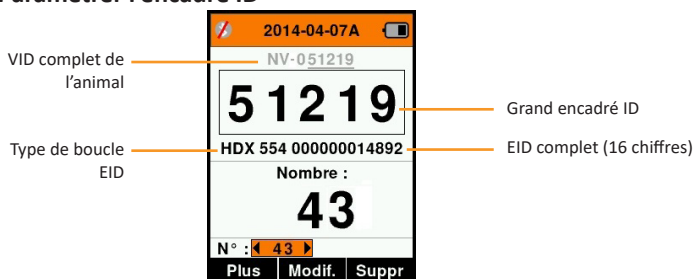 Paramétrer l'encadré ID
2014-04-07A
VID complet de
l'animal
NV-051219
51219
Grand encadré ID
Type de boucle
EID
HDX 554 000000014892
EID complet (16 chiffres)
Nombre :
43
N° : 43
Plus Modif. Suppr